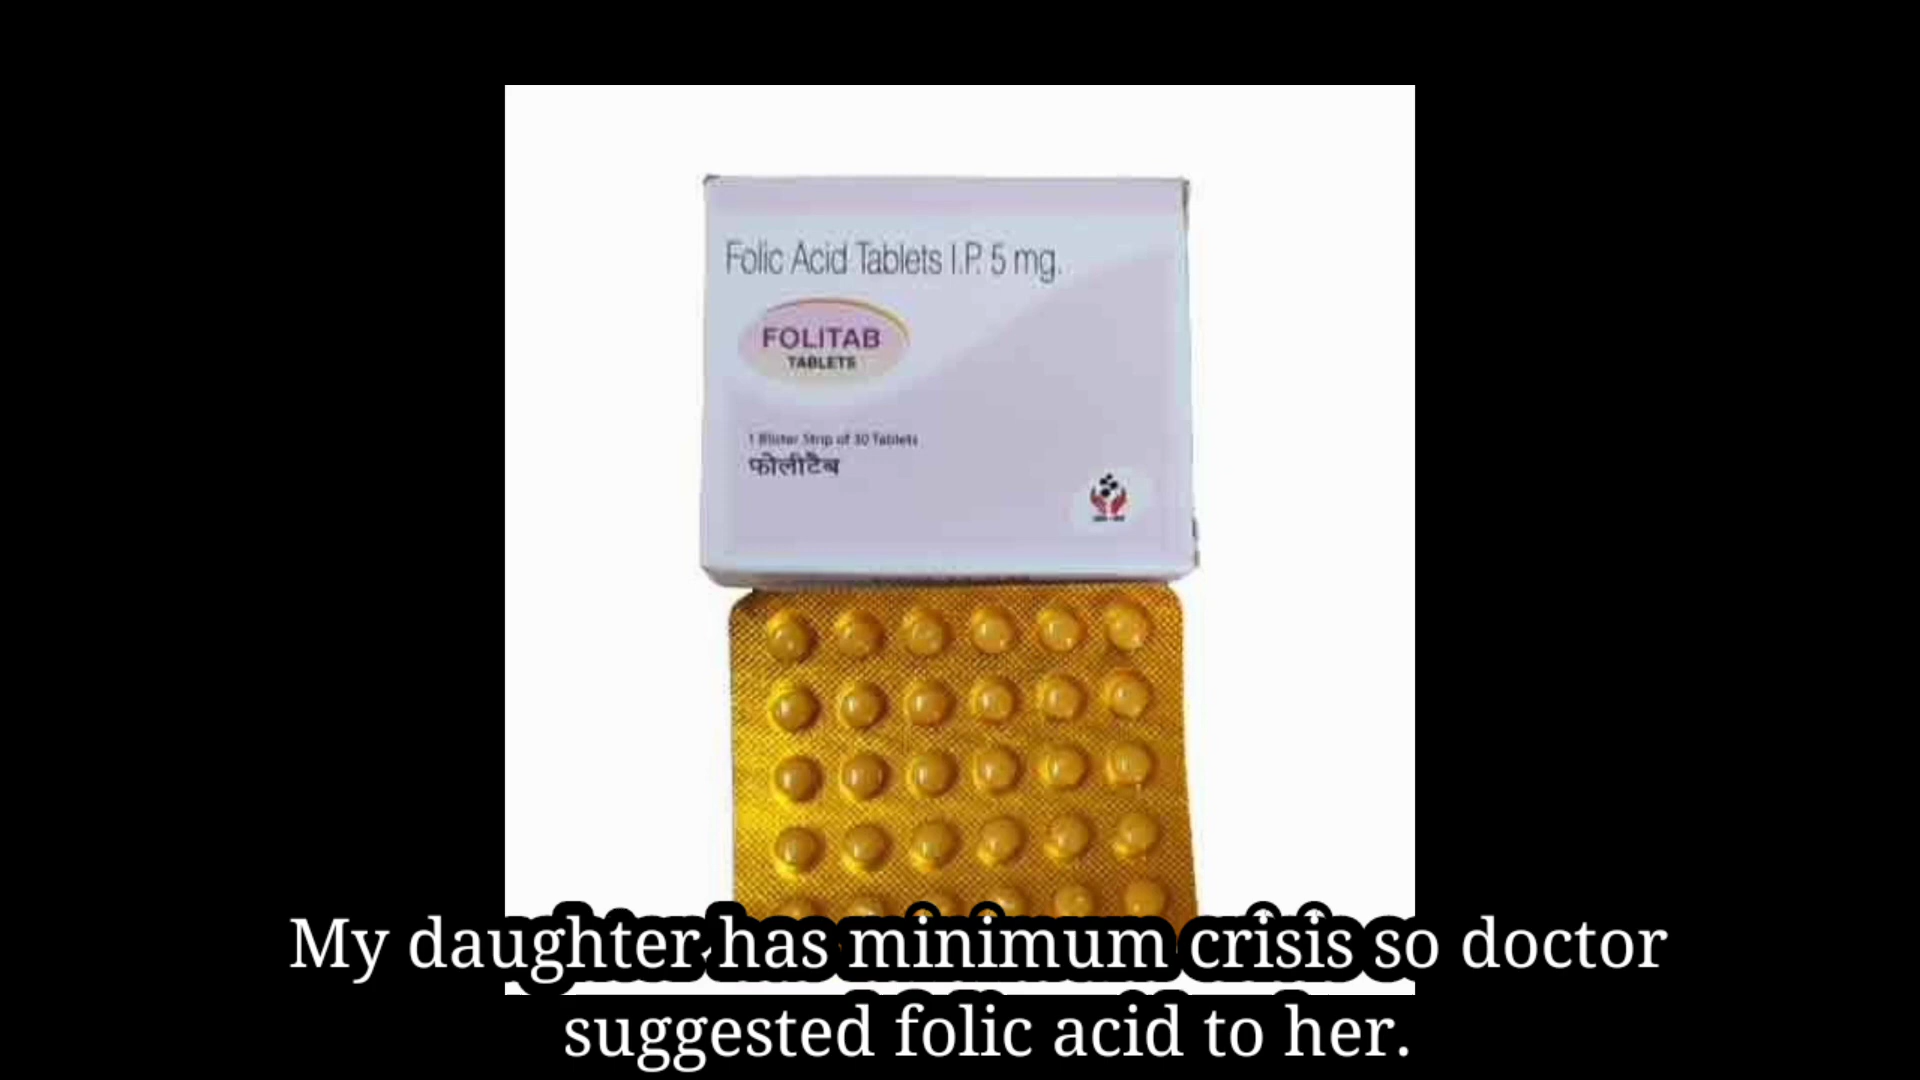 Folic Acid Tablets I.P. 5 mg.
FOLITAB
TABLETS
1 Blister Strip of 30 Tablets
फोलीटैब
My daughter has minimum crisis so doctor
suggested folic acid to her.